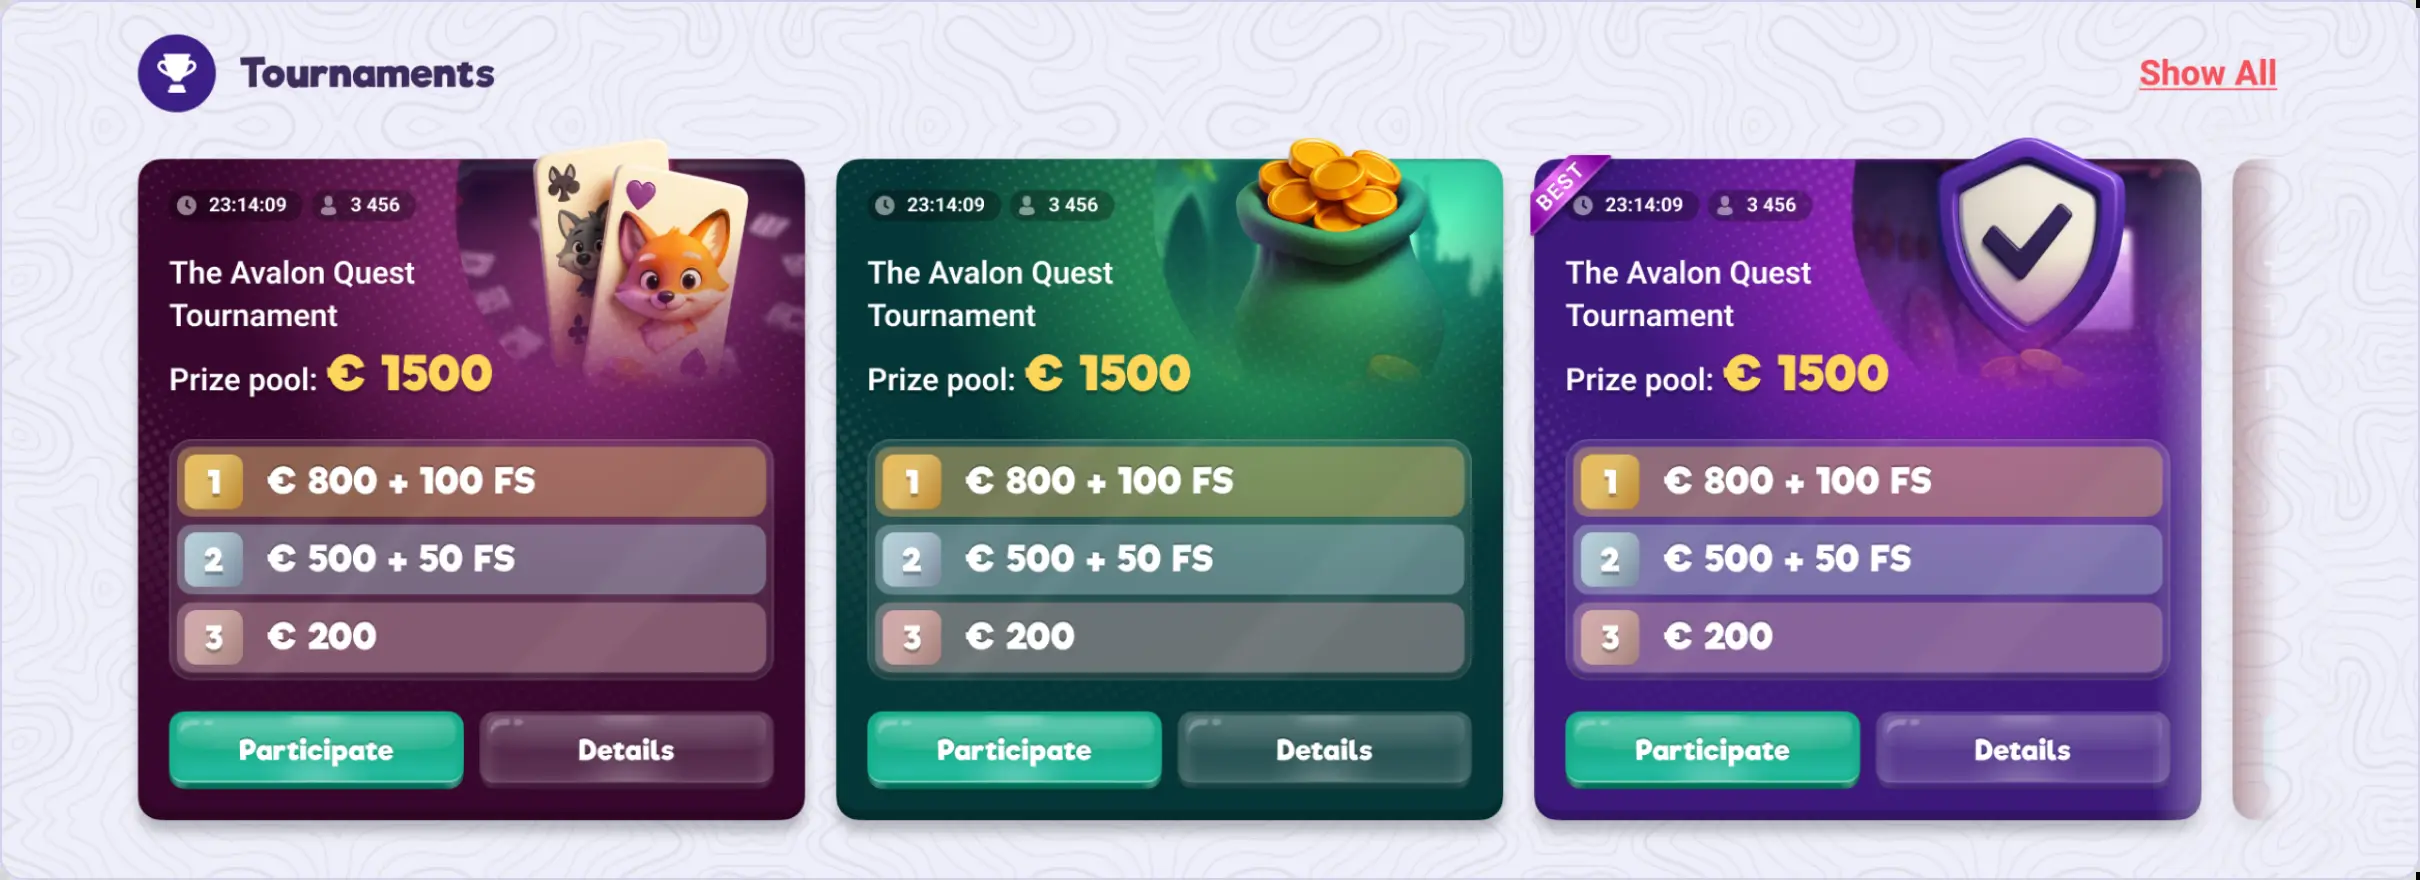 Tournaments
Show All
23:14:09 3 456
The Avalon Quest
Tournament
Prize pool: € 1500
1 € 800 + 100 FS
2 € 500 + 50 FS
3 € 200
Participate Details
23:14:09 3 456
The Avalon Quest
Tournament
Prize pool: € 1500
1 € 800 + 100 FS
2 € 500 + 50 FS
3 € 200
Participate Details
BEST
23:14:09 3 456
The Avalon Quest
Tournament
Prize pool: € 1500
1 € 800 + 100 FS
2 € 500 + 50 FS
3 € 200
Participate Details